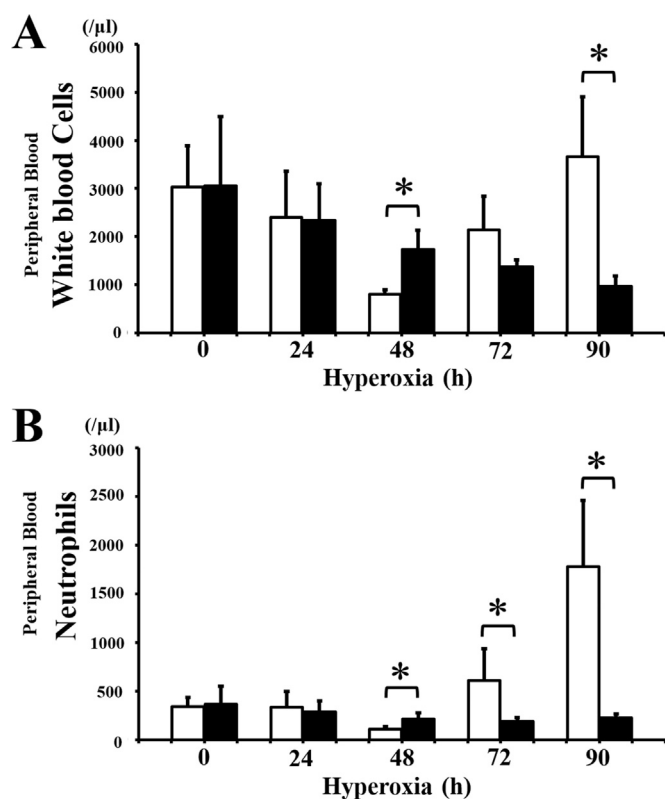 A
(/µl)
Peripheral Blood
White blood Cells
6000
5000
4000
3000
2000
1000
0
*
*
0 24 48 72 90
Hyperoxia (h)
B
(/µl)
Peripheral Blood
Neutrophils
3000
2500
2000
1500
1000
500
0
*
*
*
0 24 48 72 90
Hyperoxia (h)